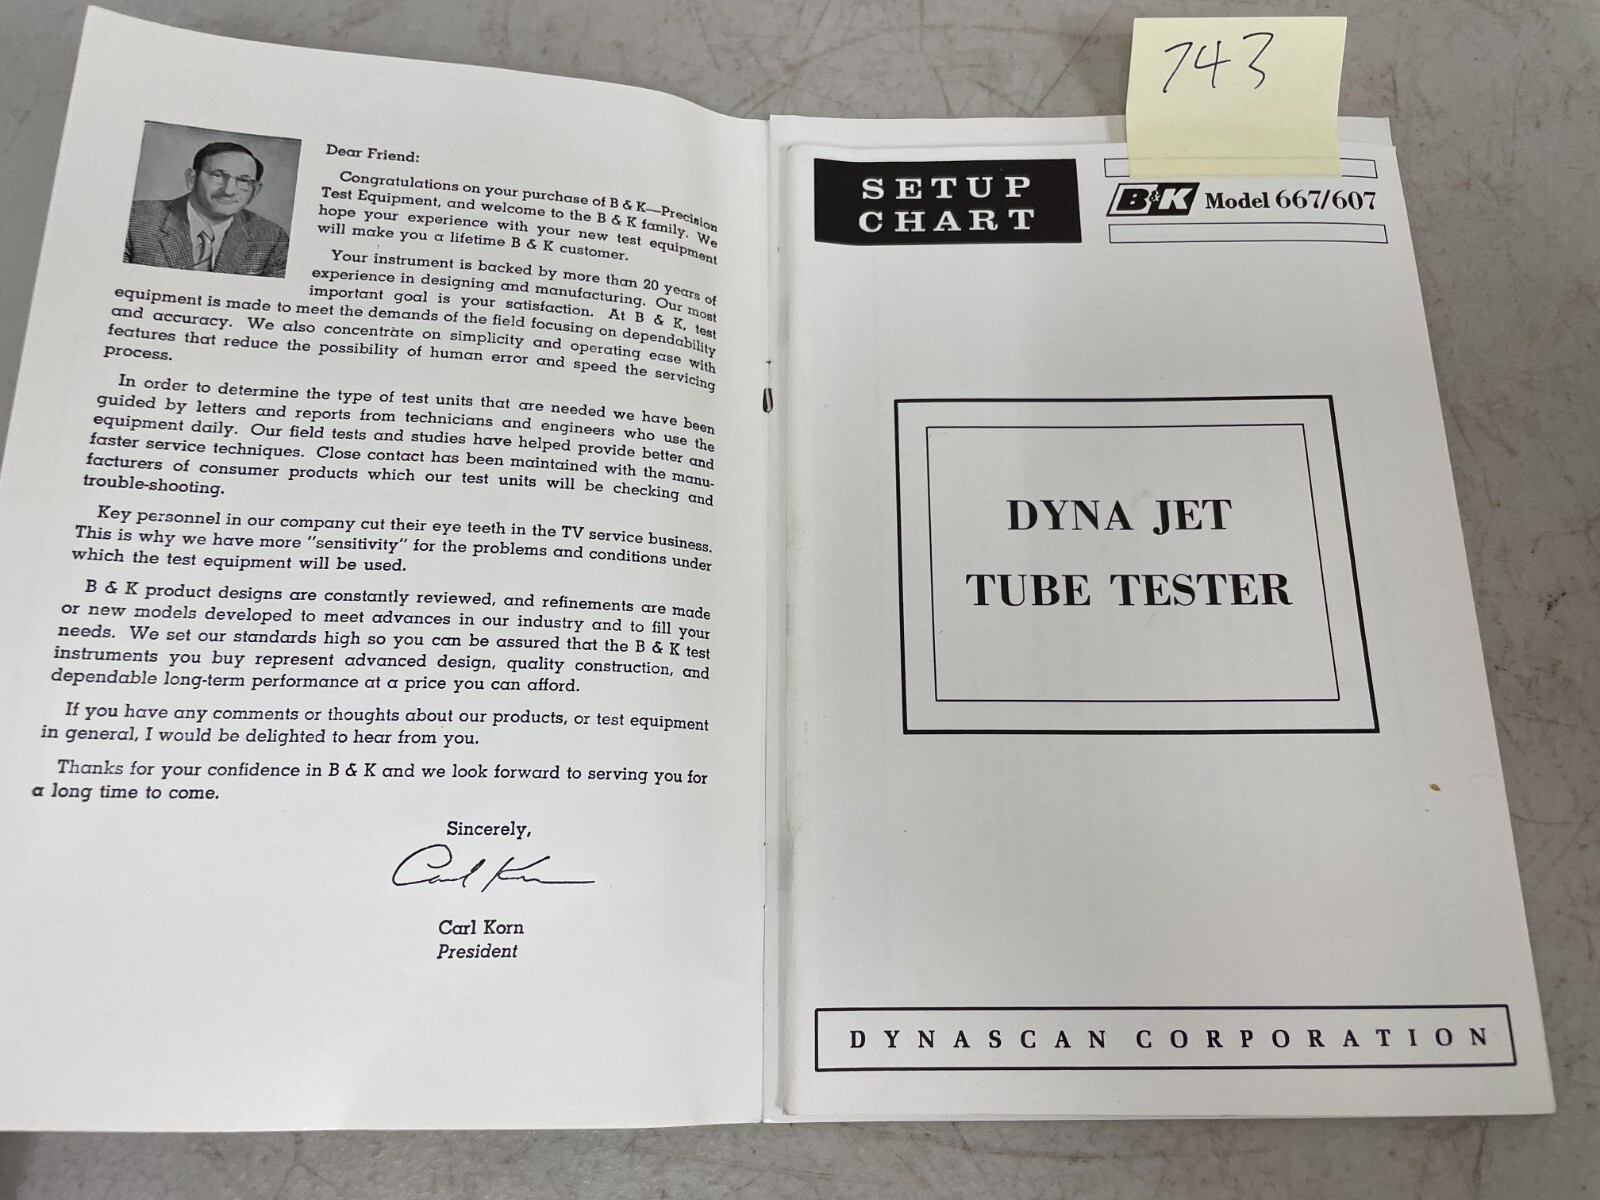 Dear Friend:
Congratulations on your purchase of B & K—Precision
Test Equipment, and welcome to the B & K family. We
hope your experience with your new test equipment
will make you a lifetime B & K customer.
Your instrument is backed by more than 20 years of
experience in designing and manufacturing. Our most
important goal is your satisfaction. At B & K, test
equipment is made to meet the demands of the field focusing on dependability
and accuracy. We also concentrate on simplicity and operating ease with
features that reduce the possibility of human error and speed the servicing
process.
In order to determine the type of test units that are needed we have been
guided by letters and reports from technicians and engineers who use the
equipment daily. Our field tests and studies have helped provide better and
faster service techniques. Close contact has been maintained with the manu-
facturers of consumer products which our test units will be checking and
trouble-shooting.
Key personnel in our company cut their eye teeth in the TV service business.
This is why we have more "sensitivity" for the problems and conditions under
which the test equipment will be used.
B & K product designs are constantly reviewed, and refinements are made
or new models developed to meet advances in our industry and to fill your
needs. We set our standards high so you can be assured that the B & K test
instruments you buy represent advanced design, quality construction, and
dependable long-term performance at a price you can afford.
If you have any comments or thoughts about our products, or test equipment
in general, I would be delighted to hear from you.
Thanks for your confidence in B & K and we look forward to serving you for
a long time to come.
Sincerely,
Carl Korn
Carl Korn
President
743
SETUP
CHART
B&K Model 667/607
DYNA JET
TUBE TESTER
DYNASCAN CORPORATION